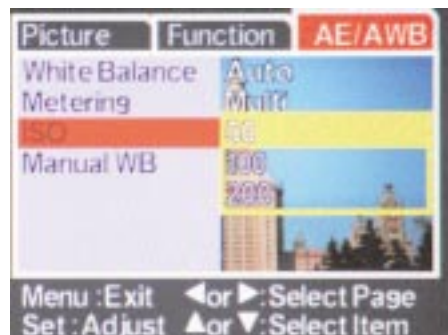 Picture Function AE/AWB
White Balance Auto
Metering Multi
ISO
Manual WB 100
200
Menu :Exit ◀or ▶:Select Page
Set :Adjust ▲or ▼:Select Item